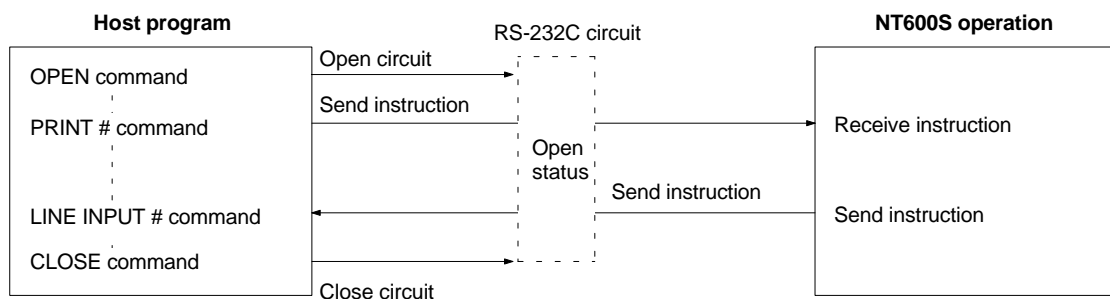 Host program
RS-232C circuit
NT600S operation
OPEN command
Open circuit
Send instruction
PRINT # command
Receive instruction
Open
status
Send instruction
LINE INPUT # command
Send instruction
CLOSE command
Close circuit